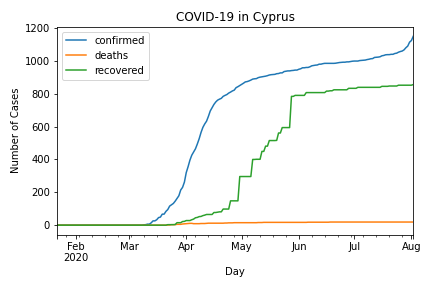 COVID-19 in Cyprus
confirmed
deaths
recovered
Number of Cases
1200
1000
800
600
400
200
0
Feb Mar Apr May Jun Jul Aug
2020
Day